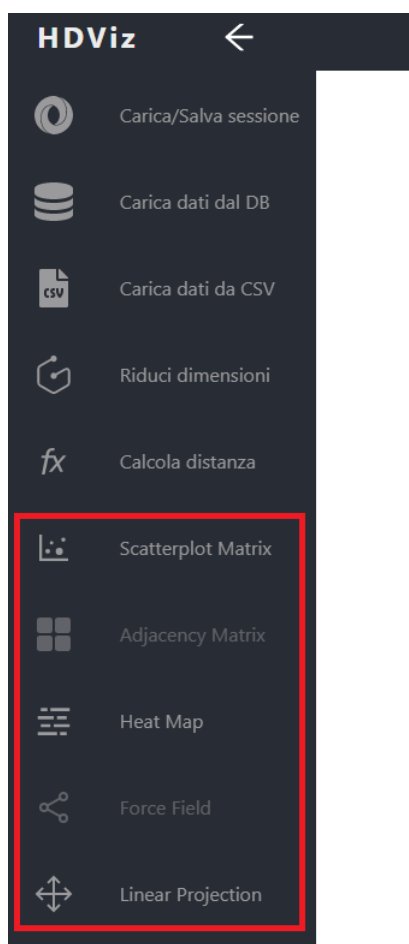 HDViz
Carica/Salva sessione
Carica dati dal DB
CSV
Carica dati da CSV
Riduci dimensioni
fx
Calcola distanza
Scatterplot Matrix
Adjacency Matrix
Heat Map
Force Field
Linear Projection